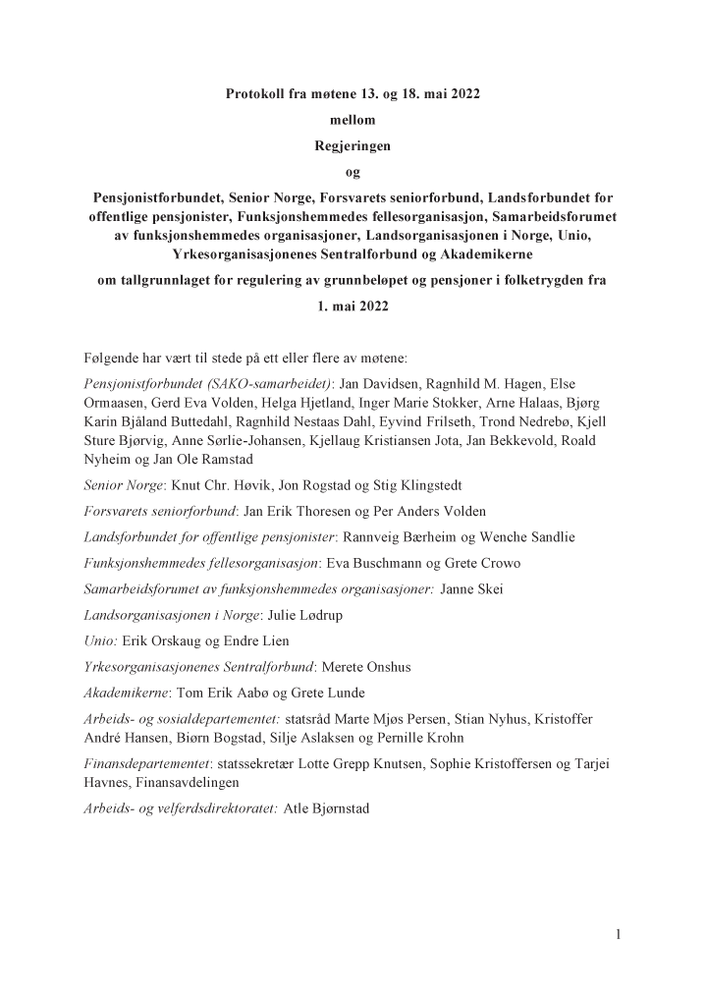 Protokoll fra møtene 13. og 18. mai 2022
mellom
Regjeringen
og
Pensjonistforbundet, Senior Norge, Forsvarets seniorforbund, Landsforbundet for
offentlige pensjonister, Funksjonshemmedes fellesorganisasjon, Samarbeidsforumet
av funksjonshemmedes organisasjoner, Landsorganisasjonen i Norge, Unio,
Yrkesorganisasjonenes Sentralforbund og Akademikerne
om tallgrunnlaget for regulering av grunnbeløpet og pensjoner i folketrygden fra
1. mai 2022
Følgende har vært til stede på ett eller flere av møtene:
Pensjonistforbundet (SAKO-samarbeidet): Jan Davidsen, Ragnhild M. Hagen, Else
Ormaasen, Gerd Eva Volden, Helga Hjetland, Inger Marie Stokker, Arne Halaas, Bjørg
Karin Bjåland Buttedahl, Ragnhild Nestaas Dahl, Eyvind Frilseth, Trond Nedrebø, Kjell
Sture Bjørvig, Anne Sørlie-Johansen, Kjellaug Kristiansen Jota, Jan Bekkevold, Roald
Nyheim og Jan Ole Ramstad
Senior Norge: Knut Chr. Høvik, Jon Rogstad og Stig Klingstedt
Forsvarets seniorforbund: Jan Erik Thoresen og Per Anders Volden
Landsforbundet for offentlige pensjonister: Rannveig Bærheim og Wenche Sandlie
Funksjonshemmedes fellesorganisasjon: Eva Buschmann og Grete Crowo
Samarbeidsforumet av funksjonshemmedes organisasjoner: Janne Skei
Landsorganisasjonen i Norge: Julie Lødrup
Unio: Erik Orskaug og Endre Lien
Yrkesorganisasjonenes Sentralforbund: Merete Onshus
Akademikerne: Tom Erik Aabø og Grete Lunde
Arbeids- og sosialdepartementet: statsråd Marte Mjøs Persen, Stian Nyhus, Kristoffer
André Hansen, Biørn Bogstad, Silje Aslaksen og Pernille Krohn
Finansdepartementet: statssekretær Lotte Grepp Knutsen, Sophie Kristoffersen og Tarjei
Havnes, Finansavdelingen
Arbeids- og velferdsdirektoratet: Atle Bjørnstad
1